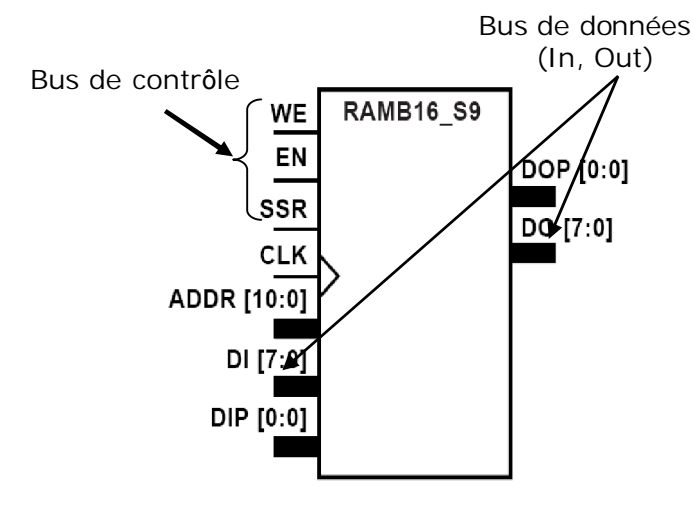 Bus de données
(In, Out)
Bus de contrôle
RAMB16_S9
WE
EN
SSR
CLK
ADDR [10:0]
DI [7:0]
DIP [0:0]
DOP [0:0]
DO [7:0]